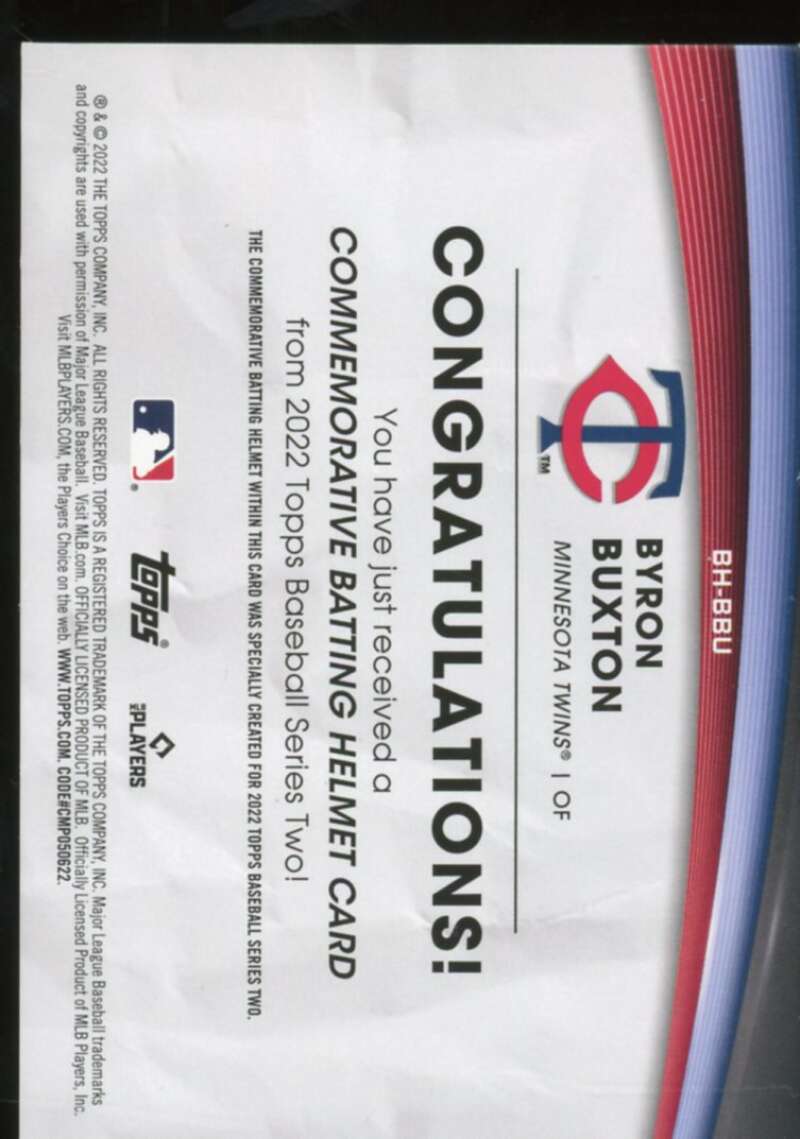 BH-BBU
TC
TM
BYRON
BUXTON
MINNESOTA TWINS® | OF
CONGRATULATIONS!
You have just received a
COMMEMORATIVE BATTING HELMET CARD
from 2022 Topps Baseball Series Two!
THE COMMEMORATIVE BATTING HELMET WITHIN THIS CARD WAS SPECIALLY CREATED FOR 2022 TOPPS BASEBALL SERIES TWO.
® topps® MLB PLAYERS
® & © 2022 THE TOPPS COMPANY, INC. ALL RIGHTS RESERVED. TOPPS IS A REGISTERED TRADEMARK OF THE TOPPS COMPANY, INC. Major League Baseball trademarks
and copyrights are used with permission of Major League Baseball. Visit MLB.com. OFFICIALLY LICENSED PRODUCT OF MLB. Officially Licensed Product of MLB Players, Inc.
Visit MLBPLAYERS.COM, the Players Choice on the web. WWW.TOPPS.COM. CODE#CMP050622.